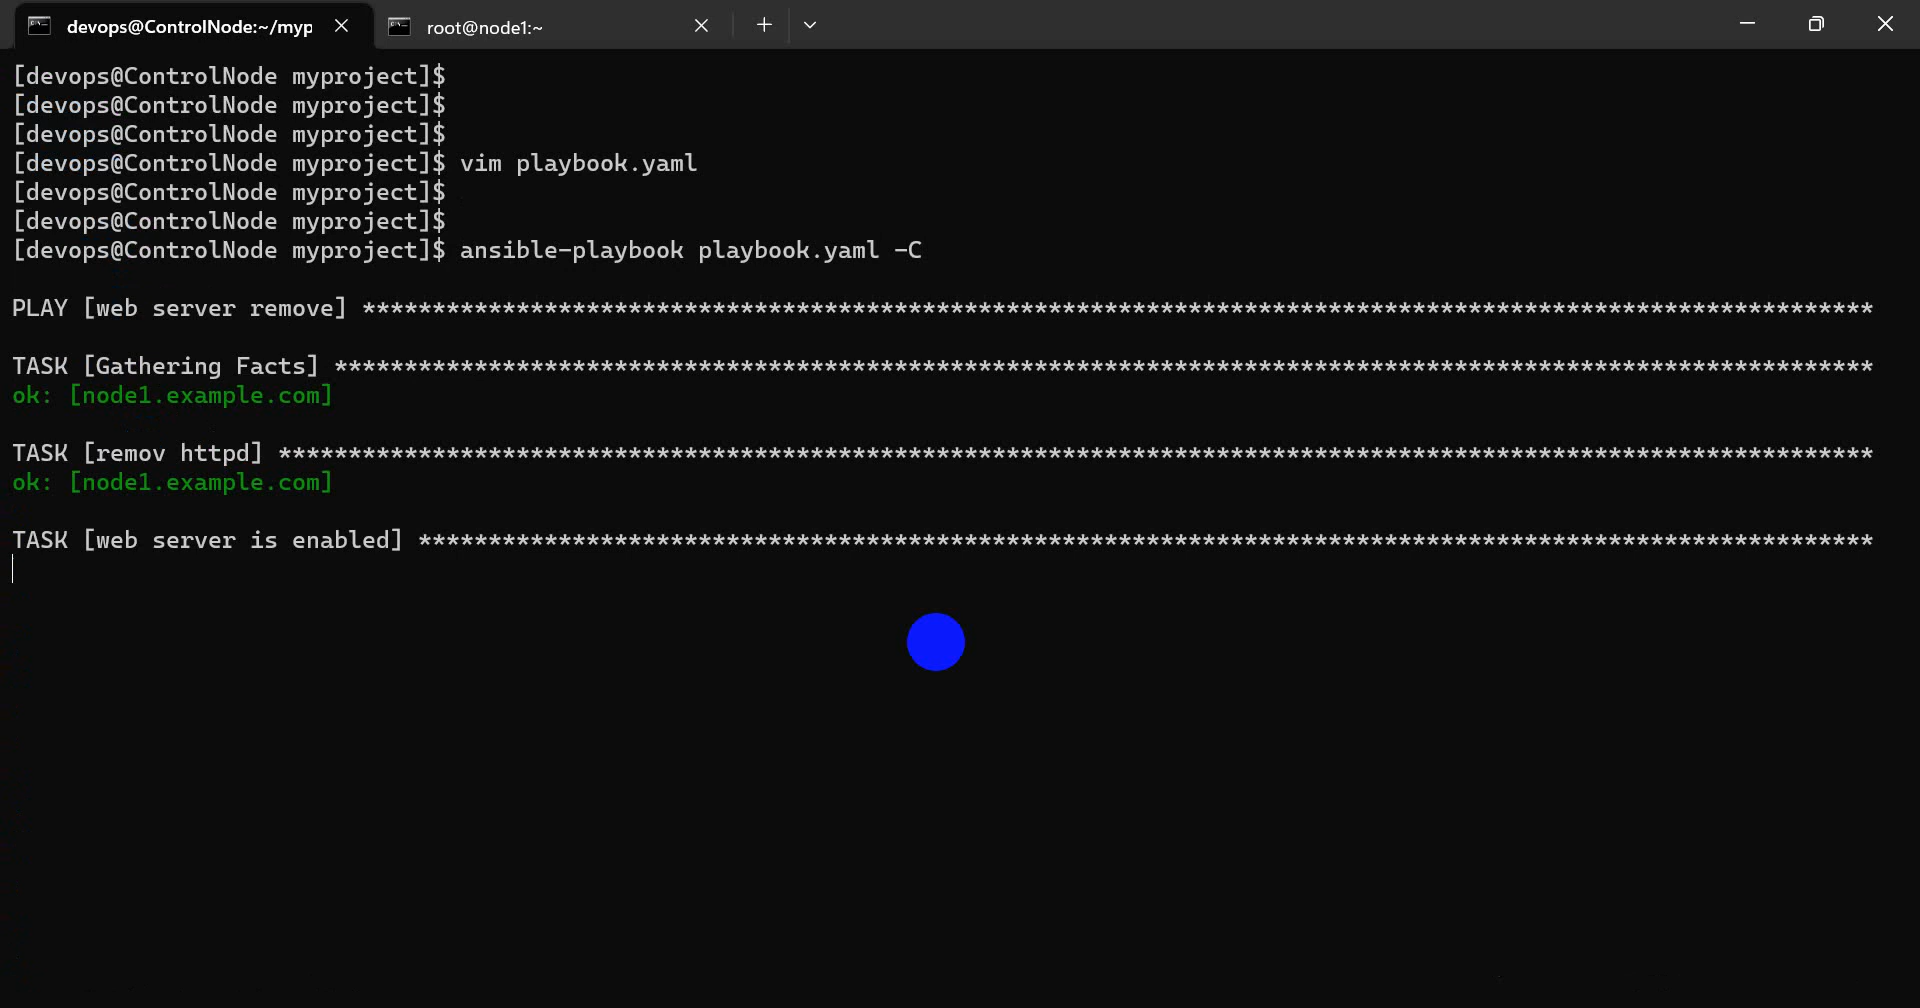 devops@ControlNode:~/myp
root@node1:~
[devops@ControlNode myproject]$
[devops@ControlNode myproject]$
[devops@ControlNode myproject]$
[devops@ControlNode myproject]$ vim playbook.yaml
[devops@ControlNode myproject]$
[devops@ControlNode myproject]$
[devops@ControlNode myproject]$ ansible-playbook playbook.yaml -C
PLAY [web server remove] ************************************************************************************************************
TASK [Gathering Facts] **************************************************************************************************************
ok: [node1.example.com]
TASK [remov httpd] ******************************************************************************************************************
ok: [node1.example.com]
TASK [web server is enabled] ********************************************************************************************************